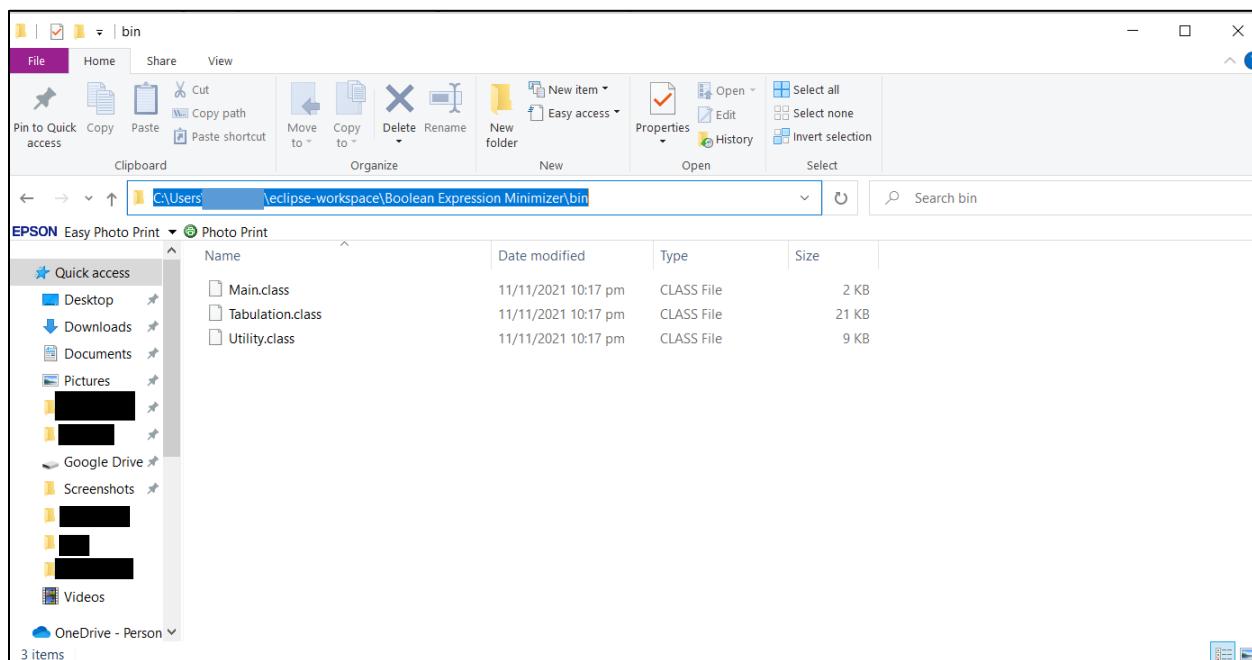 bin
File Home Share View
Pin to Quick access
Copy
Paste
Cut
Copy path
Paste shortcut
Clipboard
Move to
Copy to
Delete
Rename
Organize
New folder
New item
Easy access
New
Properties
Open
Edit
History
Open
Select all
Select none
Invert selection
Select
C:\Users\ \eclipse-workspace\Boolean Expression Minimizer\bin
Search bin
EPSON Easy Photo Print Photo Print
Name Date modified Type Size
Quick access
Desktop
Downloads
Documents
Pictures
Google Drive
Screenshots
Videos
OneDrive - Person
Main.class 11/11/2021 10:17 pm CLASS File 2 KB
Tabulation.class 11/11/2021 10:17 pm CLASS File 21 KB
Utility.class 11/11/2021 10:17 pm CLASS File 9 KB
3 items